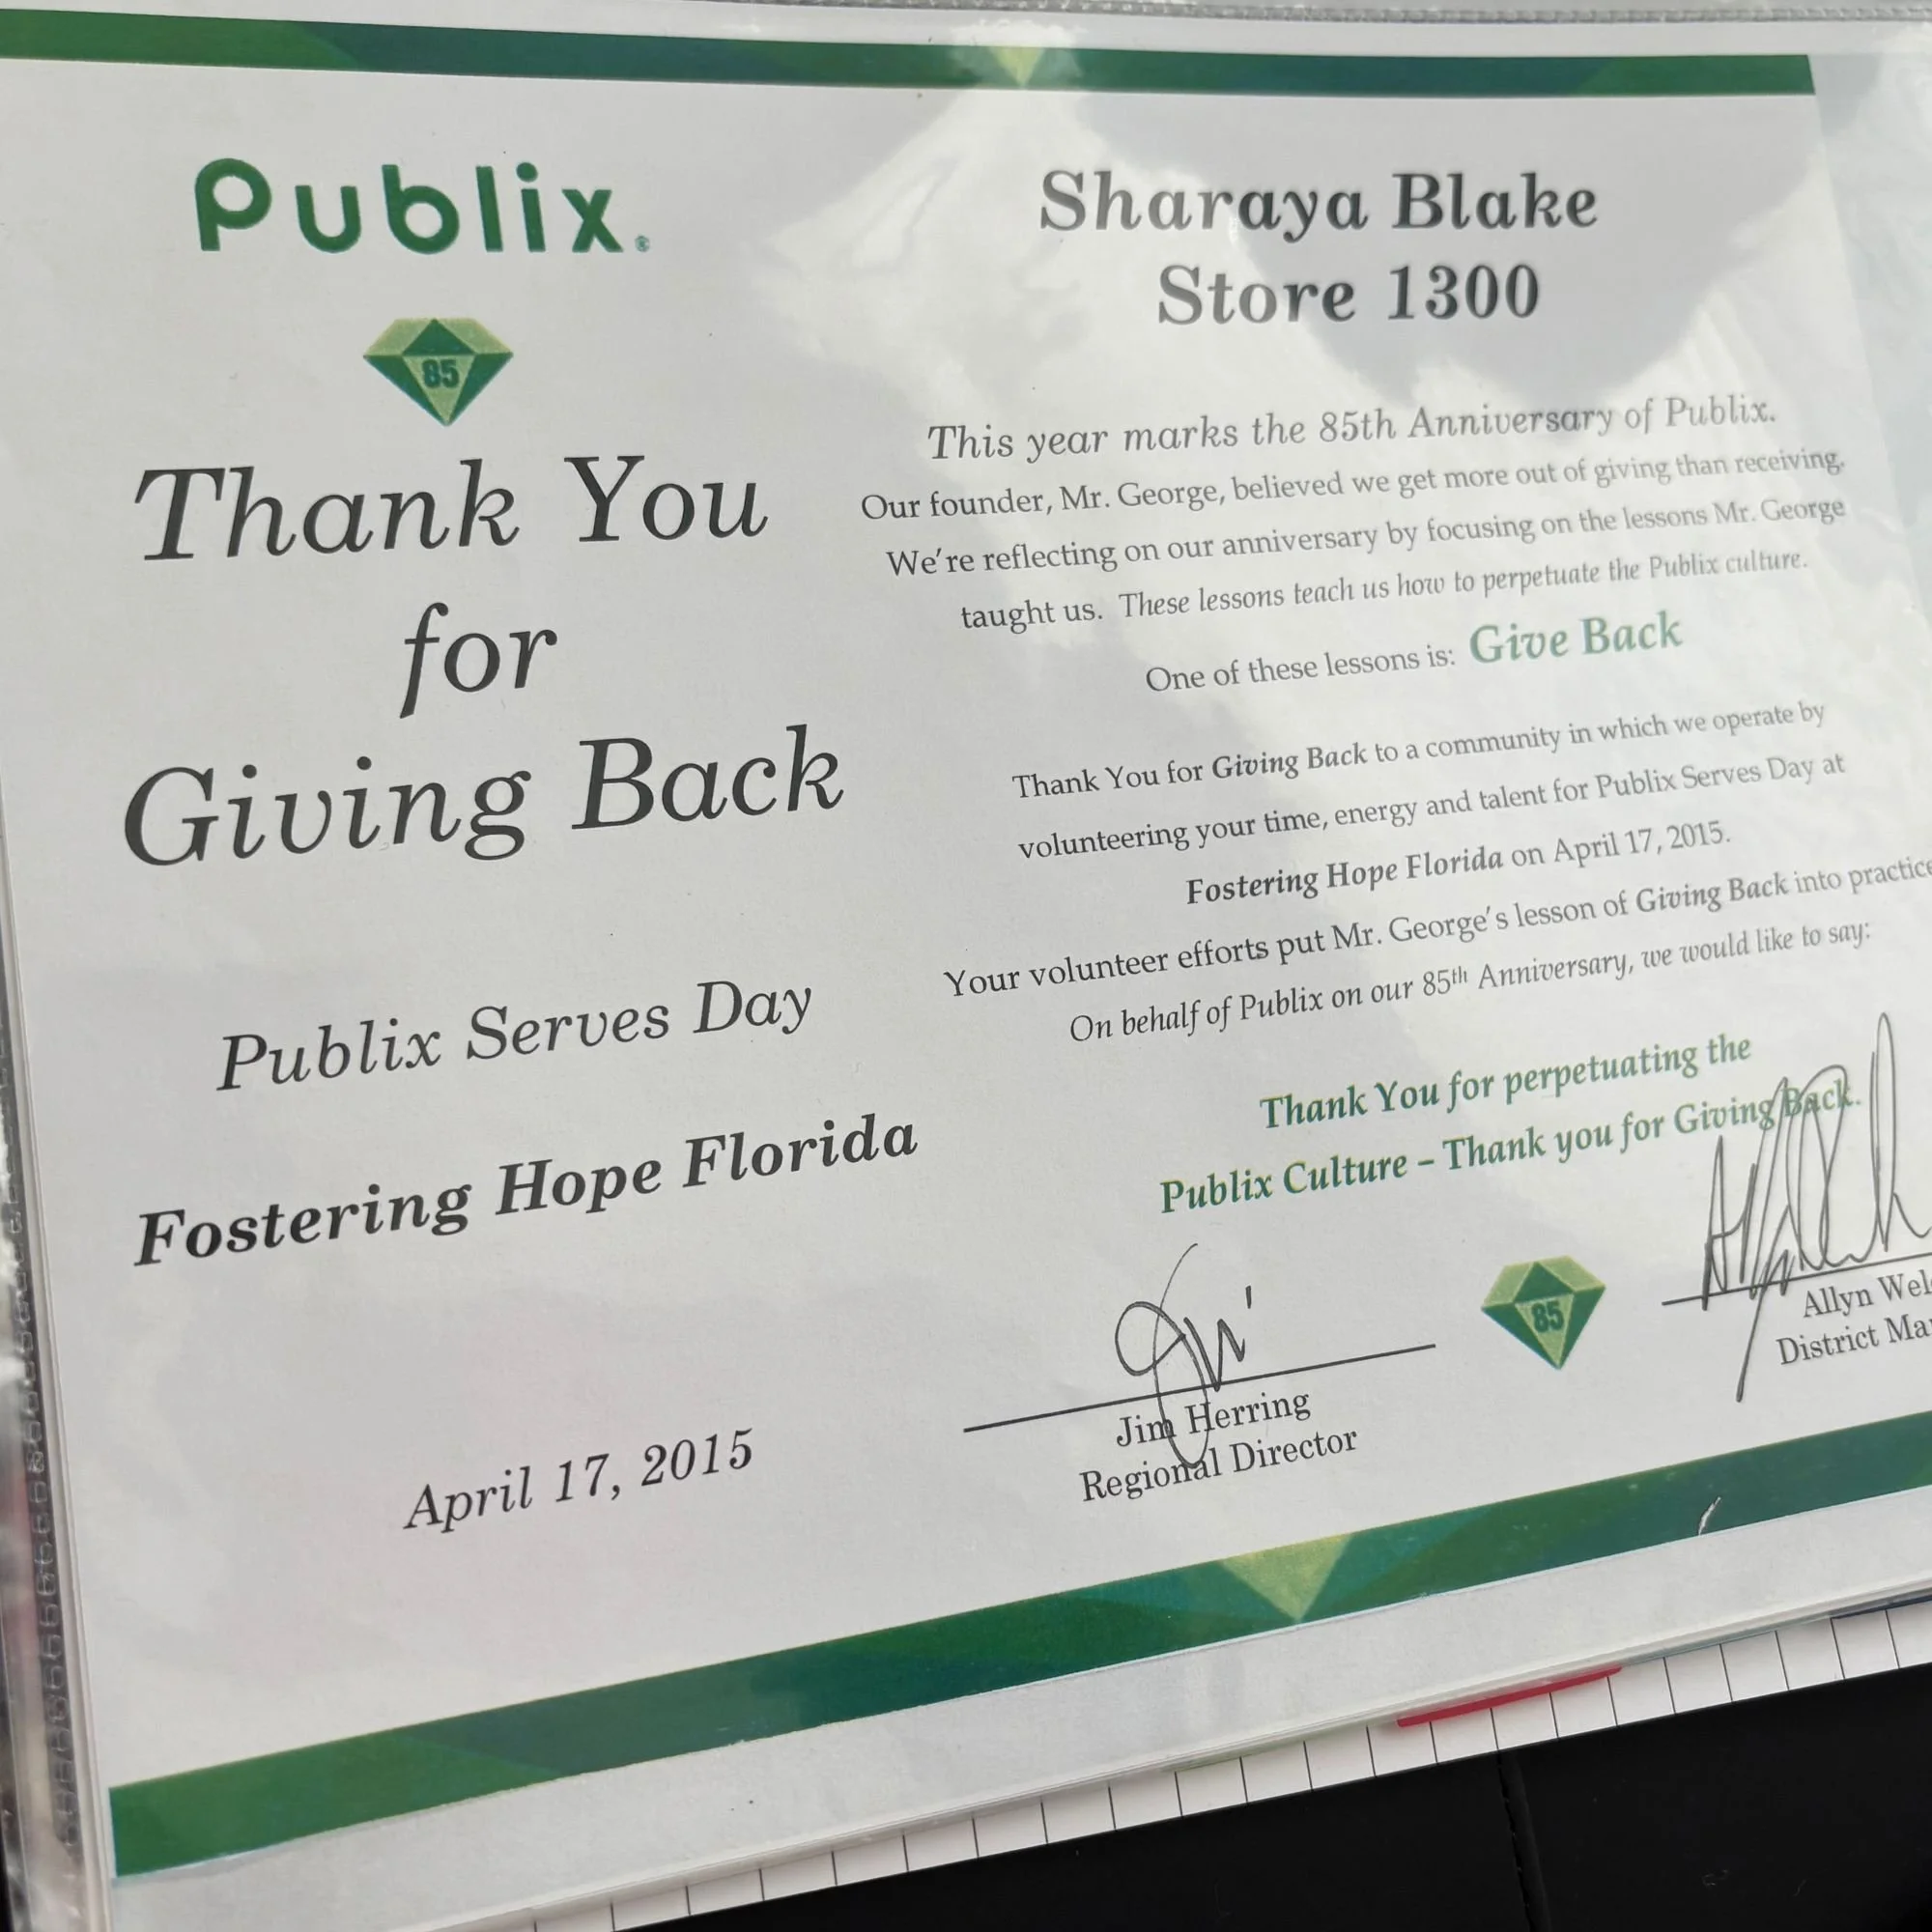 Publix.
85
Thank You
for
Giving Back
Publix Serves Day
Fostering Hope Florida
April 17, 2015
Sharaya Blake
Store 1300
This year marks the 85th Anniversary of Publix.
Our founder, Mr. George, believed we get more out of giving than receiving.
We're reflecting on our anniversary by focusing on the lessons Mr. George
taught us. These lessons teach us how to perpetuate the Publix culture.
One of these lessons is: Give Back
Thank You for Giving Back to a community in which we operate by
volunteering your time, energy and talent for Publix Serves Day at
Fostering Hope Florida on April 17, 2015.
Your volunteer efforts put Mr. George's lesson of Giving Back into practice
On behalf of Publix on our 85th Anniversary, we would like to say:
Thank You for perpetuating the
Publix Culture – Thank you for Giving Back.
Jim Herring
Regional Director
85
Allyn
District